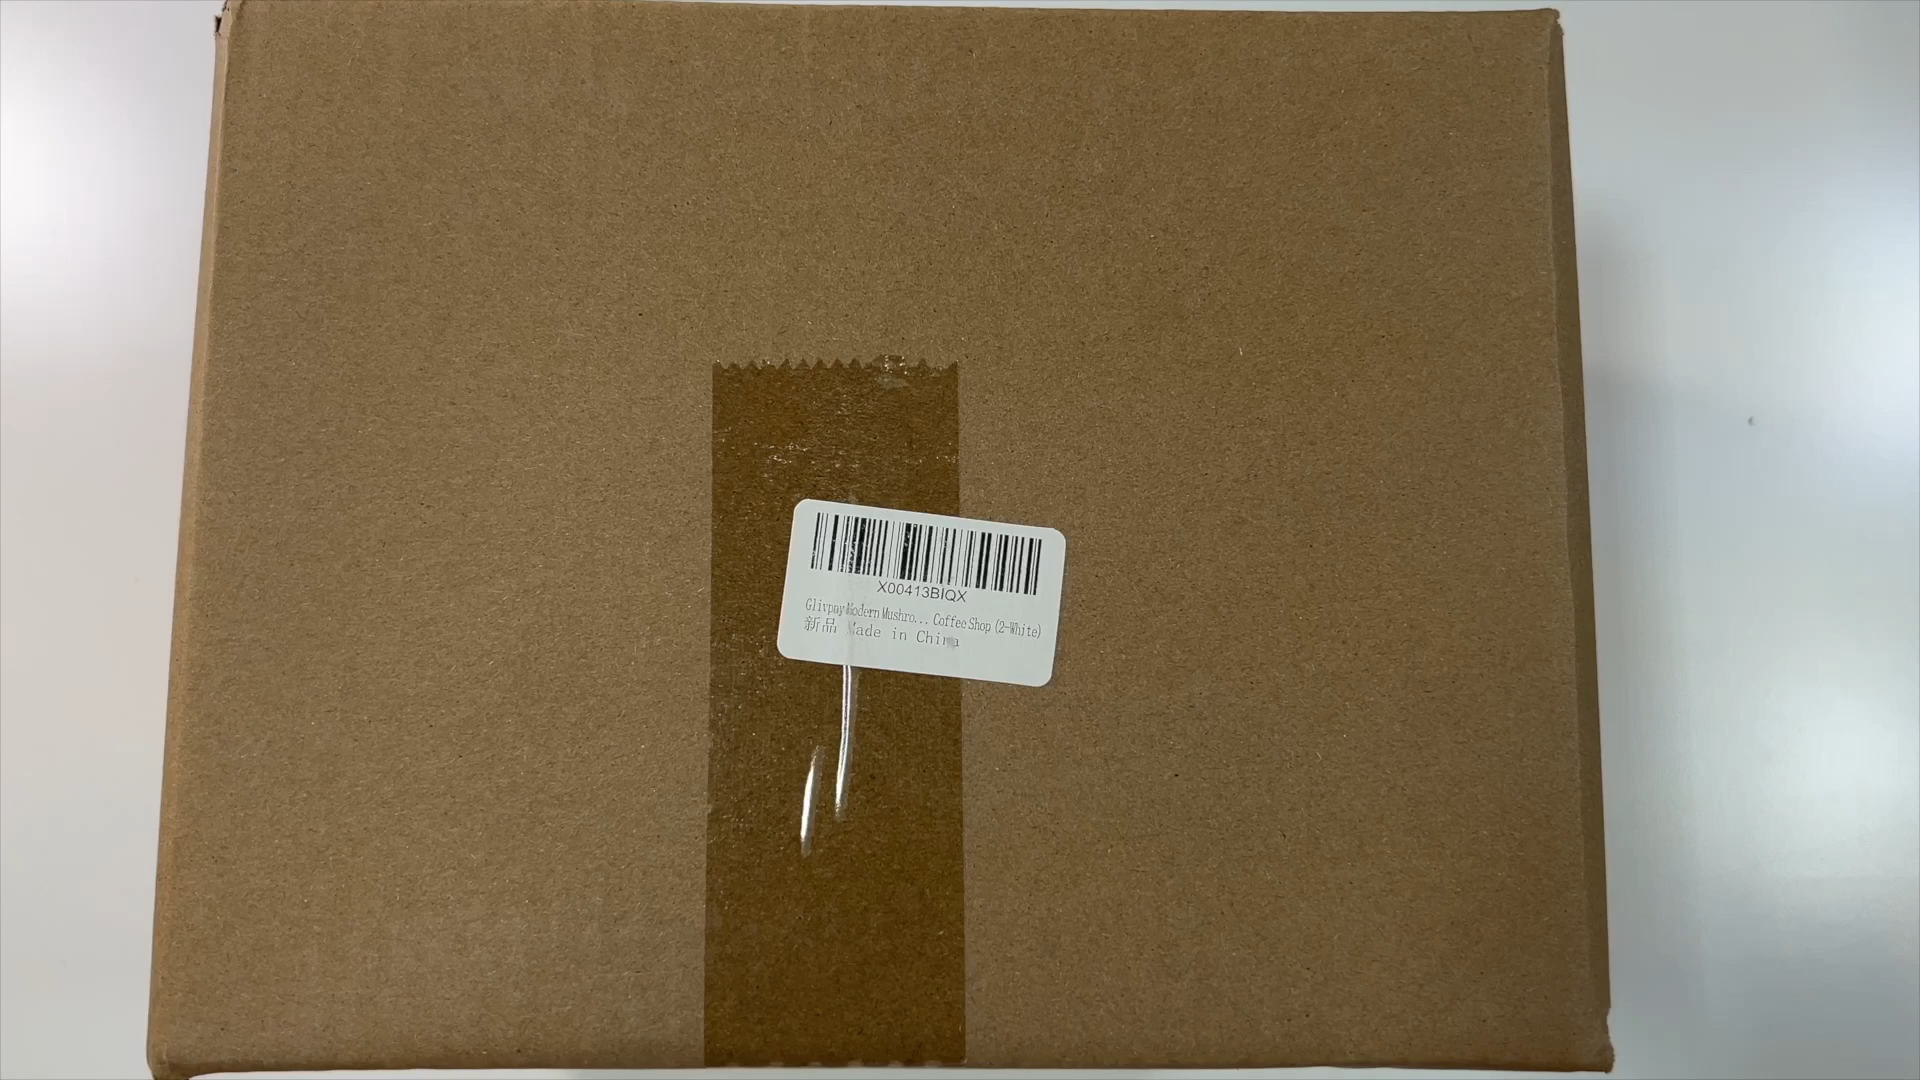 X00413BIQX
Glivpny Modern Mushro... Coffee Shop (2-White)
新品 Made in China